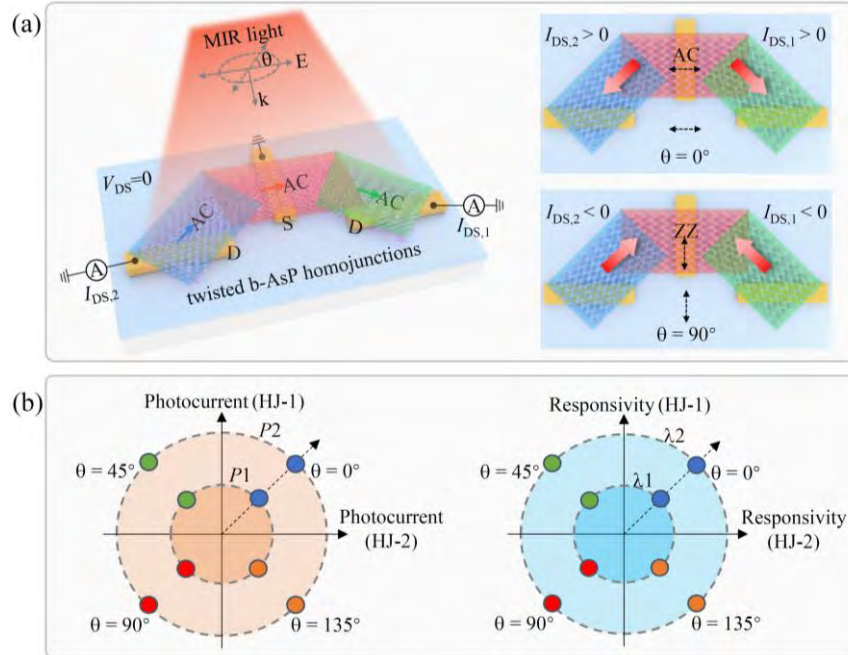 (a)
MIR light
θ
E
k
V_DS=0
AC
AC
AC
D
S
D
A
I_DS,1
A
I_DS,2
twisted b-AsP homojunctions
I_DS,2 > 0
I_DS,1 > 0
AC
θ = 0°
I_DS,2 < 0
I_DS,1 < 0
ZZ
θ = 90°
(b)
Photocurrent (HJ-1)
P2
θ = 45°
P1
θ = 0°
Photocurrent
(HJ-2)
θ = 90°
θ = 135°
Responsivity (HJ-1)
λ2
θ = 45°
λ1
θ = 0°
Responsivity
(HJ-2)
θ = 90°
θ = 135°